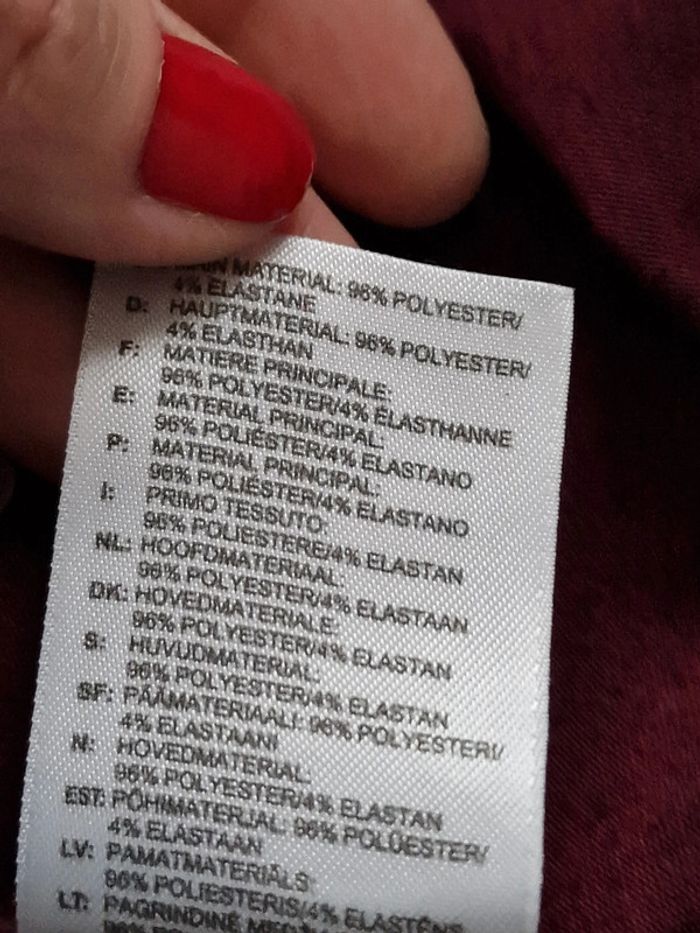 MAIN MATERIAL: 96% POLYESTER/
4% ELASTANE
D: HAUPTMATERIAL: 96% POLYESTER/
4% ELASTHAN
F: MATIERE PRINCIPALE:
96% POLYESTER/4% ELASTHANNE
E: MATERIAL PRINCIPAL:
96% POLIÉSTER/4% ELASTANO
P: MATERIAL PRINCIPAL:
96% POLIÉSTER/4% ELASTANO
I: PRIMO TESSUTO:
96% POLIESTERE/4% ELASTAN
NL: HOOFDMATERIAAL:
96% POLYESTER/4% ELASTAAN
DK: HOVEDMATERIALE:
96% POLYESTER/4% ELASTAN
S: HUVUDMATERIAL:
96% POLYESTER/4% ELASTAN
SF: PÄÄMATERIAALI: 96% POLYESTERI/
4% ELASTAANI
N: HOVEDMATERIAL:
96% POLYESTER/4% ELASTAN
EST: PÕHIMATERJAL: 96% POLÜESTER/
4% ELASTAAN
LV: PAMATMATERIĀLS:
96% POLIESTERIS/4% ELASTĒNS
LT: PAGRINDINĖ
96%